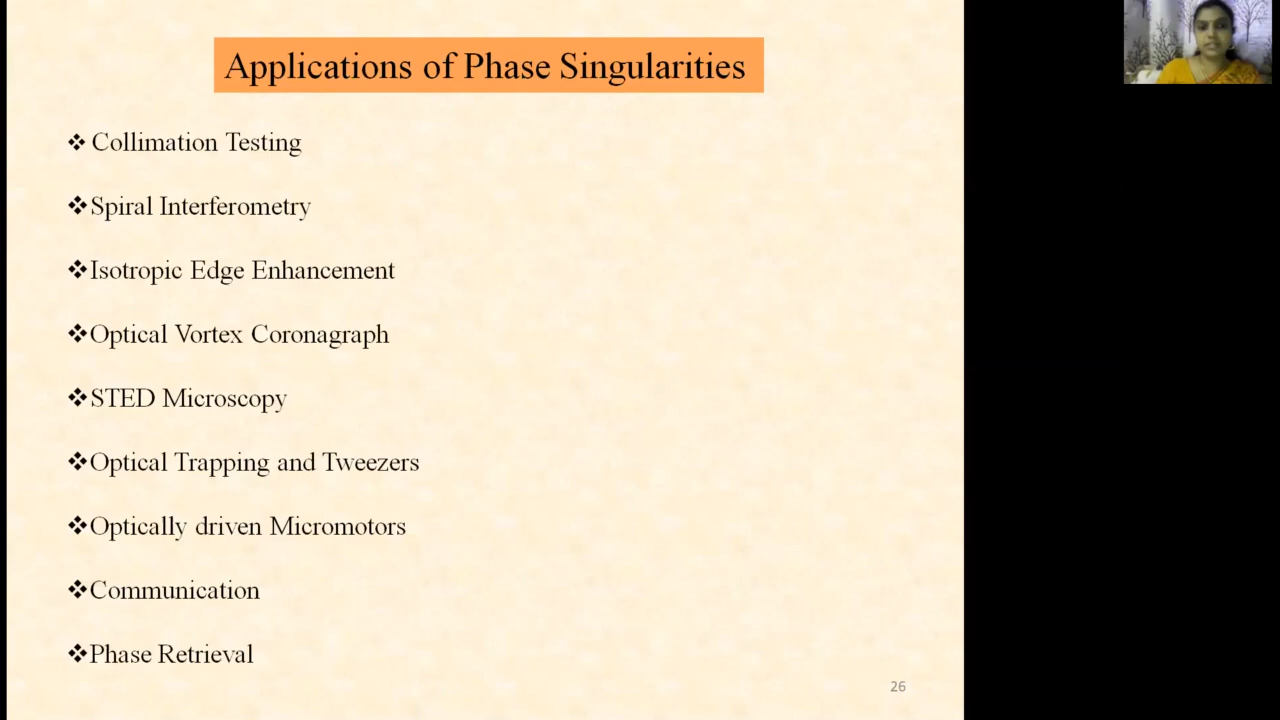 Applications of Phase Singularities
❖ Collimation Testing
❖Spiral Interferometry
❖Isotropic Edge Enhancement
❖Optical Vortex Coronagraph
❖STED Microscopy
❖Optical Trapping and Tweezers
❖Optically driven Micromotors
❖Communication
❖Phase Retrieval
26